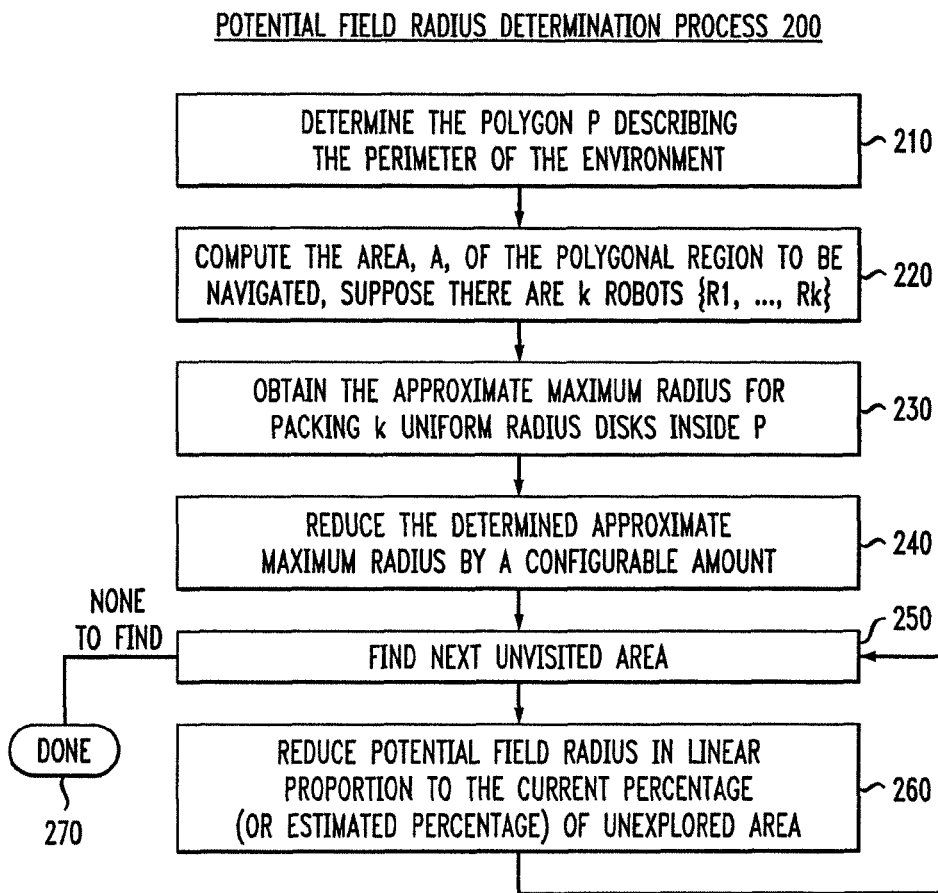 POTENTIAL FIELD RADIUS DETERMINATION PROCESS 200
DETERMINE THE POLYGON P DESCRIBING
THE PERIMETER OF THE ENVIRONMENT
210
COMPUTE THE AREA, A, OF THE POLYGONAL REGION TO BE
NAVIGATED, SUPPOSE THERE ARE k ROBOTS {R1, ..., Rk}
220
OBTAIN THE APPROXIMATE MAXIMUM RADIUS FOR
PACKING k UNIFORM RADIUS DISKS INSIDE P
230
REDUCE THE DETERMINED APPROXIMATE
MAXIMUM RADIUS BY A CONFIGURABLE AMOUNT
240
NONE
TO FIND
250
FIND NEXT UNVISITED AREA
DONE
270
REDUCE POTENTIAL FIELD RADIUS IN LINEAR
PROPORTION TO THE CURRENT PERCENTAGE
(OR ESTIMATED PERCENTAGE) OF UNEXPLORED AREA
260